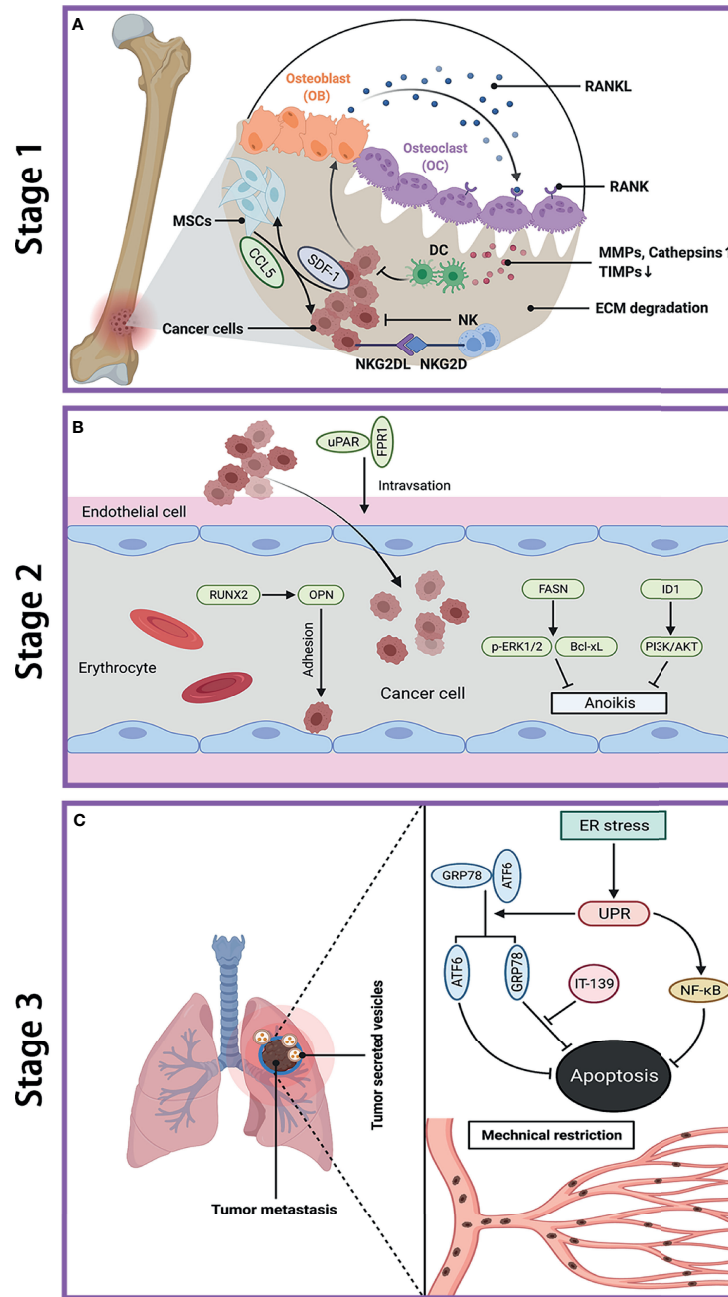 Stage 1
A
Osteoblast
(OB)
RANKL
Osteoclast
(OC)
RANK
MSCs
CCL5
SDF-1
DC
MMPs, Cathepsins↑
TIMPs↓
NK
ECM degradation
Cancer cells
NKG2DL NKG2D
Stage 2
B
uPAR
FPR1
Intravsation
Endothelial cell
RUNX2
OPN
FASN
ID1
Adhesion
p-ERK1/2
Bcl-xL
PI3K/AKT
Erythrocyte
Cancer cell
Anoikis
Stage 3
C
ER stress
GRP78
ATF6
UPR
ATF6
GRP78
IT-139
NF-κB
Tumor secreted vesicles
Apoptosis
Mechnical restriction
Tumor metastasis